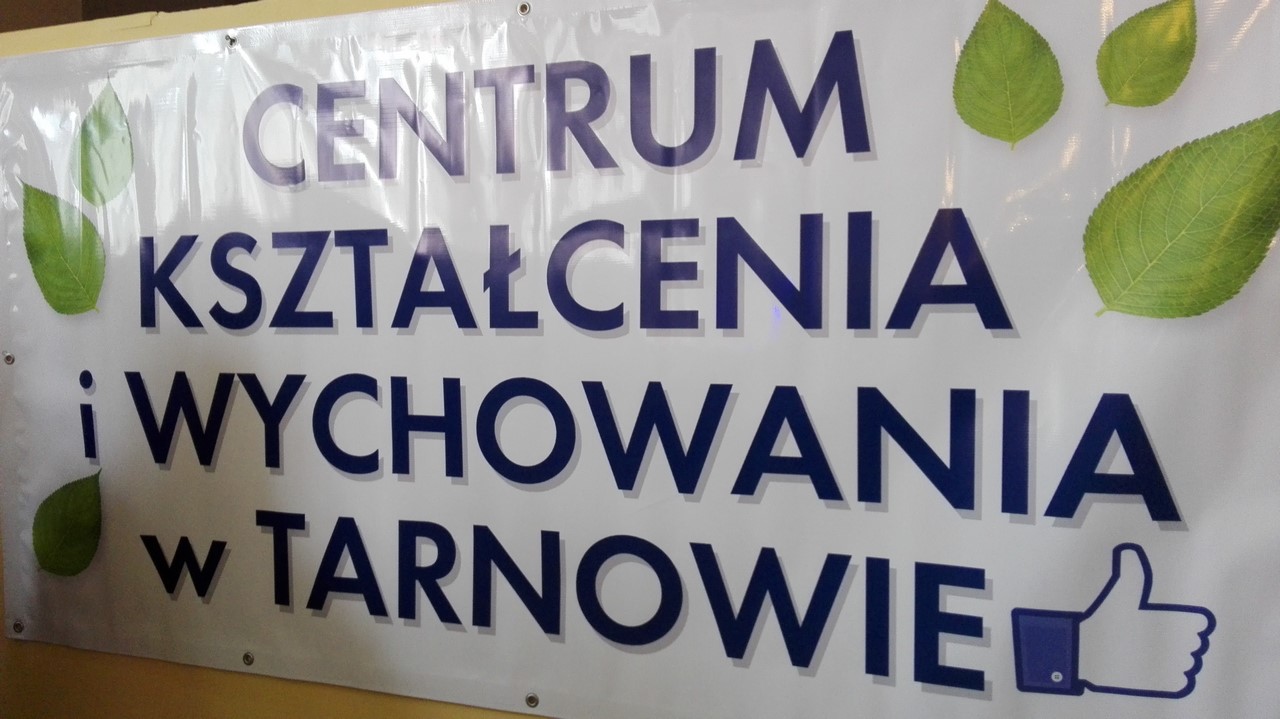 CENTRUM
KSZTAŁCENIA
i WYCHOWANIA
w TARNOWIE